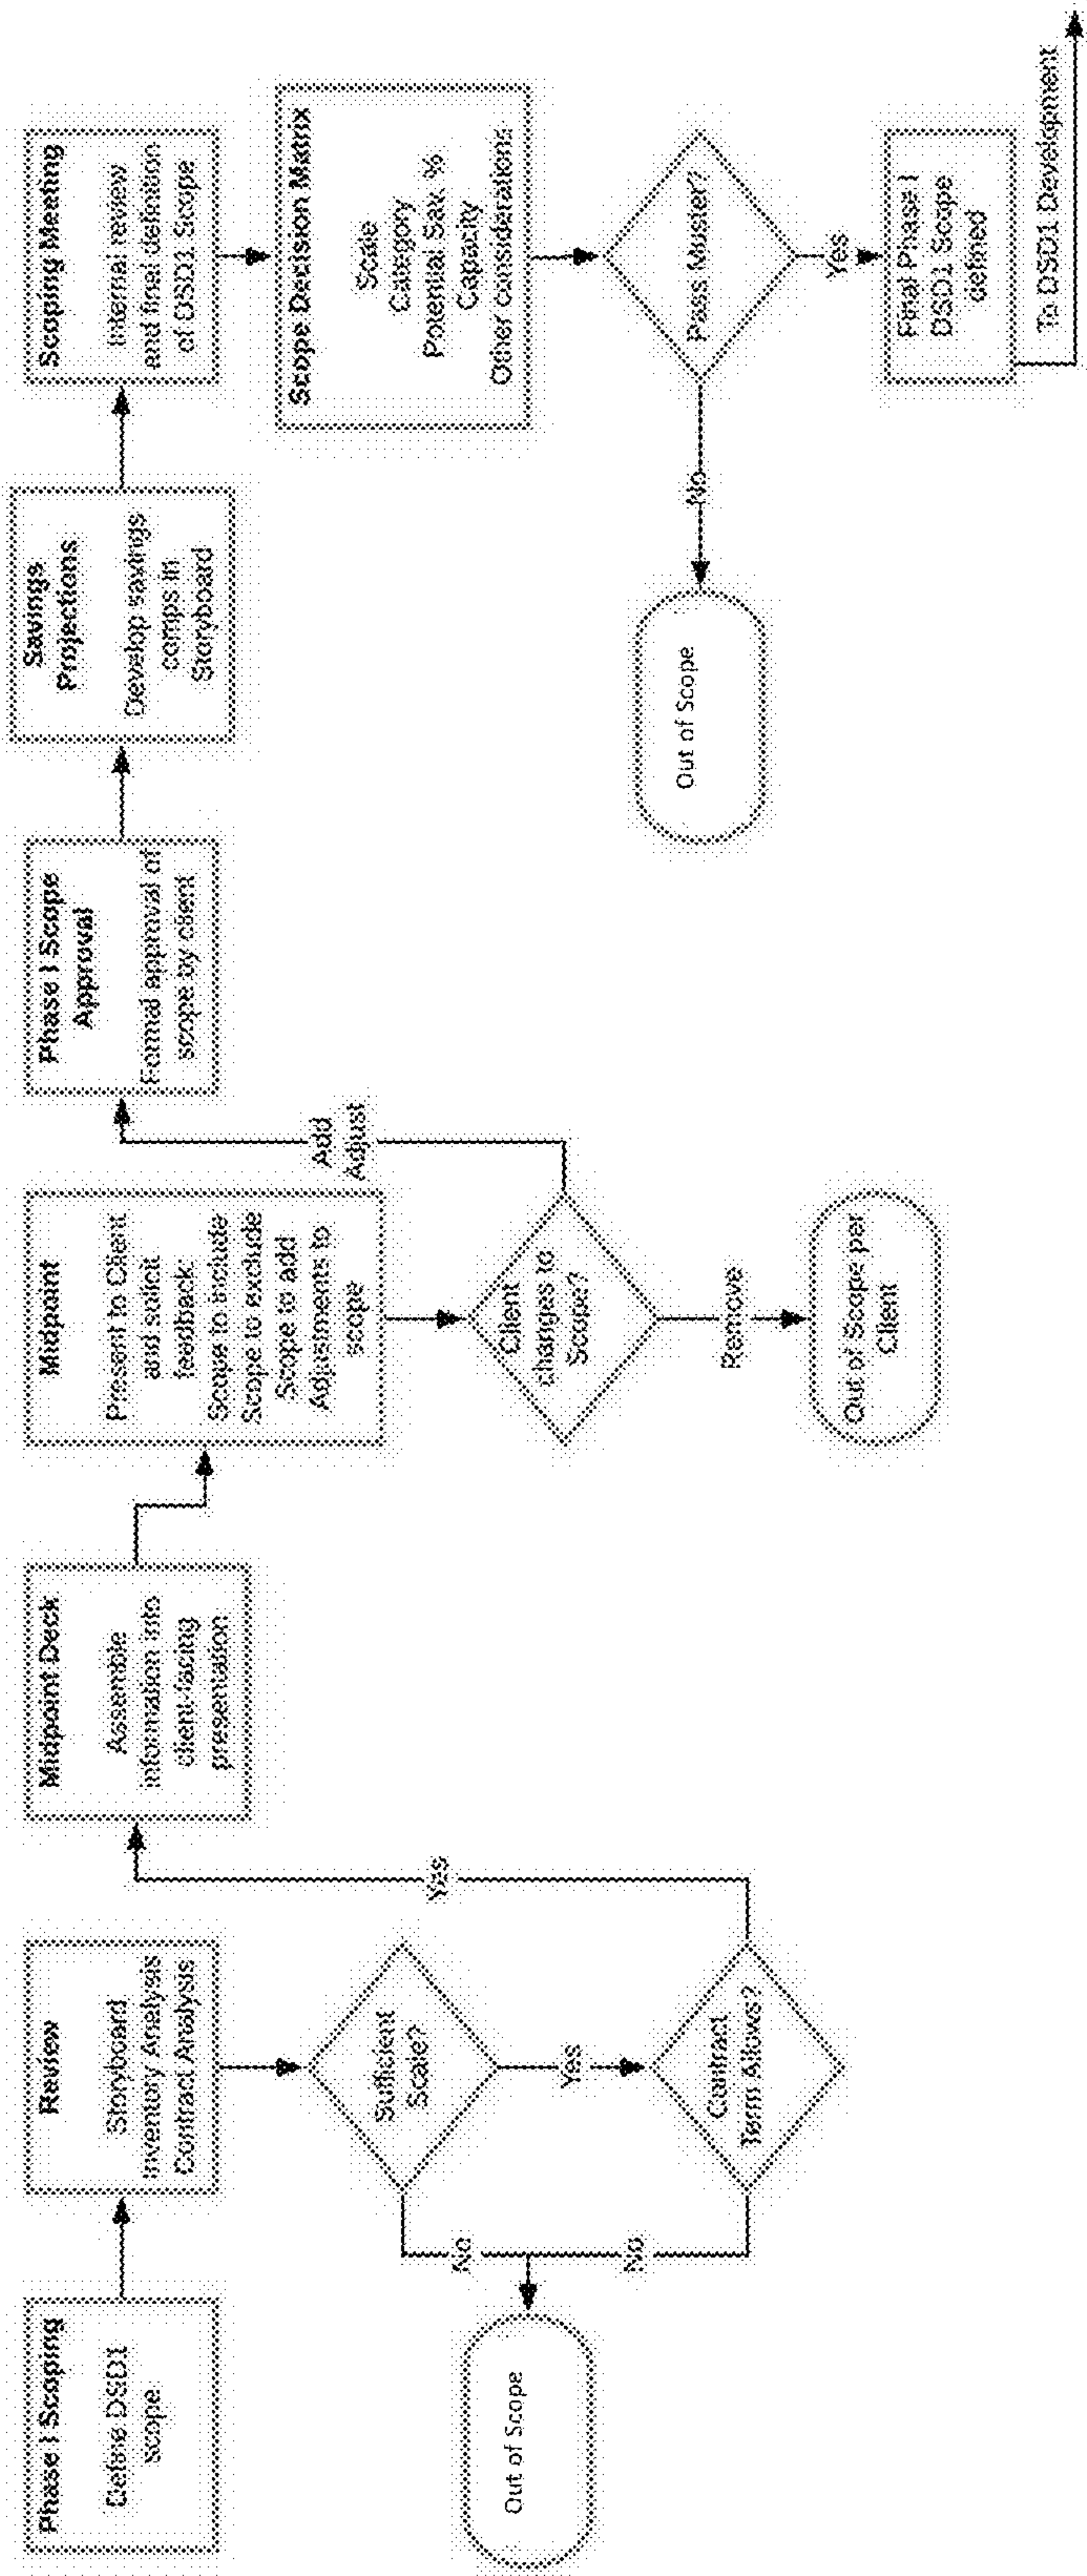 Phase I Scoping
Define DSD1
scope
Review
Storyboard
Inventory Analysis
Contract Analysis
Sufficient
Scale?
Yes
No
Contract
Term Allows?
No
Out of Scope
Yes
Midpoint Deck
Assemble
information into
client-facing
presentation
Midpoint
Present to Client
and solicit
feedback
Scope to include
Scope to exclude
Scope to add
Adjustments to
scope
Client
changes to
Scope?
Remove
Out of Scope per
Client
Add
Adjust
Phase I Scope
Approval
Formal approval of
scope by client
Savings
Projections
Develop savings
comps in
Storyboard
Scoping Meeting
Internal review
and final definition
of DSD1 Scope
Scope Decision Matrix
Scale
Category
Potential Sav. %
Capacity
Other considerations
Pass Muster?
No
Out of Scope
Yes
Final Phase I
DSD1 Scope
defined
To DSD1 Development